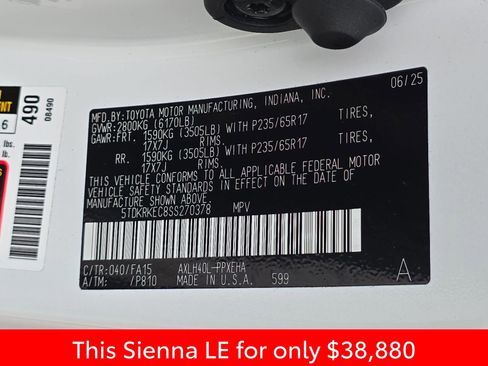 06/25
MFD. BY: TOYOTA MOTOR MANUFACTURING, INDIANA, INC.
GVWR: 2800KG (6170LB)
GAWR: FRT. 1590KG (3505LB) WITH P235/65R17 TIRES,
17X7J
RR. 1590KG (3505LB) WITH P235/65R17 TIRES,
17X7J
THIS VEHICLE CONFORMS TO ALL APPLICABLE FEDERAL MOTOR
VEHICLE SAFETY STANDARDS IN EFFECT ON THE DATE OF
MANUFACTURE SHOWN ABOVE.
5TDKRKEC8SS270378 MPV
C/TR: 040/FA15 AXLH40L-PPXEHA
A/TM: /P810 MADE IN U.S.A. 599
A
490
08490
This Sienna LE for only $38,880